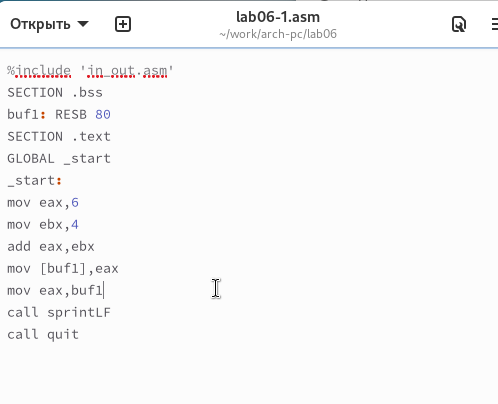 Открыть
lab06-1.asm
~/work/arch-pc/lab06
%include 'in_out.asm'
SECTION .bss
buf1: RESB 80
SECTION .text
GLOBAL _start
_start:
mov eax,6
mov ebx,4
add eax,ebx
mov [buf1],eax
mov eax,buf1
call sprintLF
call quit